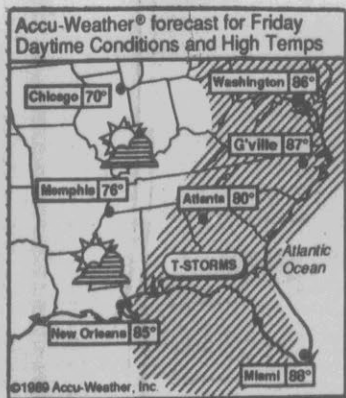 Accu-Weather® forecast for Friday
Daytime Conditions and High Temps
Washington 86°
Chicago 70°
G'ville 87°
Memphis 76°
Atlanta 80°
Atlantic
Ocean
T-STORMS
New Orleans 85°
Miami 88°
©1989 Accu-Weather, Inc.